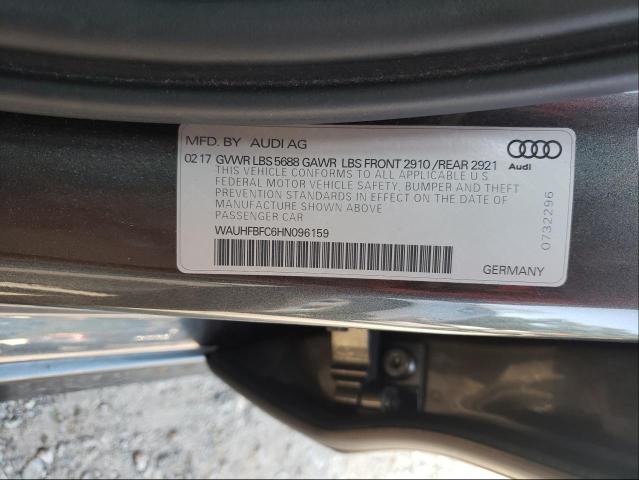 MFD. BY AUDI AG
02 17 GVWR LBS 5688 GAWR LBS FRONT 2910 /REAR 2921
THIS VEHICLE CONFORMS TO ALL APPLICABLE U S
FEDERAL MOTOR VEHICLE SAFETY, BUMPER AND THEFT
PREVENTION STANDARDS IN EFFECT ON THE DATE OF
MANUFACTURE SHOWN ABOVE
PASSENGER CAR
WAUHFBFC6HN096159
Audi
0732296
GERMANY